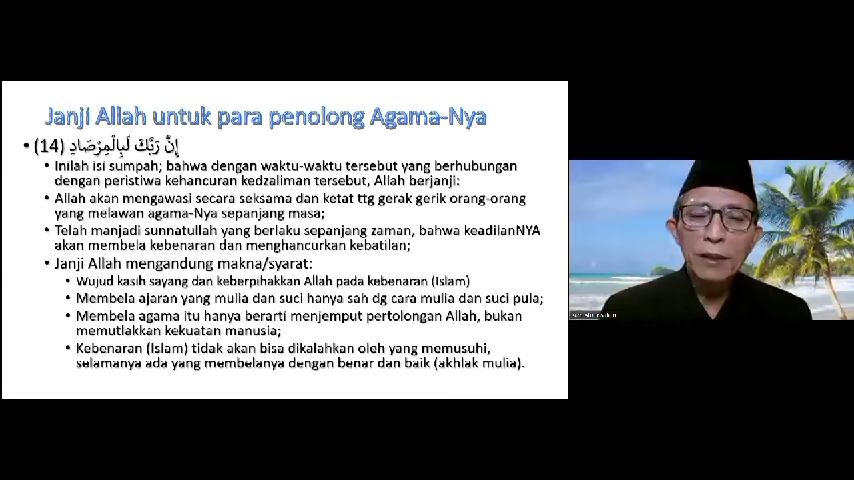 Janji Allah untuk para penolong Agama-Nya
• إِنَّ رَبَّكَ لَبِالْمِرْصَادِ (14)
• Inilah isi sumpah; bahwa dengan waktu-waktu tersebut yang berhubungan
dengan peristiwa kehancuran kedzaliman tersebut, Allah berjanji:
• Allah akan mengawasi secara seksama dan ketat ttg gerak gerik orang-orang
yang melawan agama-Nya sepanjang masa;
• Telah manjadi sunnatullah yang berlaku sepanjang zaman, bahwa keadilanNYA
akan membela kebenaran dan menghancurkan kebatilan;
• Janji Allah mengandung makna/syarat:
• Wujud kasih sayang dan keberpihakkan Allah pada kebenaran (Islam)
• Membela ajaran yang mulia dan suci hanya sah dg cara mulia dan suci pula;
• Membela agama itu hanya berarti menjemput pertolongan Allah, bukan
memutlakkan kekuatan manusia;
• Kebenaran (Islam) tidak akan bisa dikalahkan oleh yang memusuhi,
selamanya ada yang membelanya dengan benar dan baik (akhlak mulia).